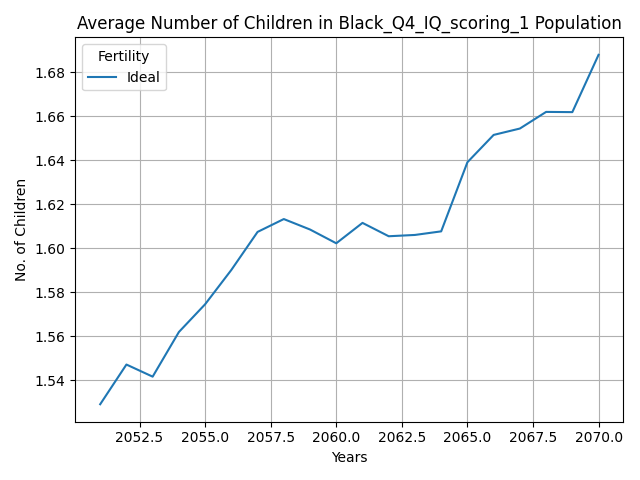 Average Number of Children in Black_Q4_IQ_scoring_1 Population
Fertility
Ideal
1.68
1.66
1.64
1.62
1.60
1.58
1.56
1.54
No. of Children
2052.5 2055.0 2057.5 2060.0 2062.5 2065.0 2067.5 2070.0
Years